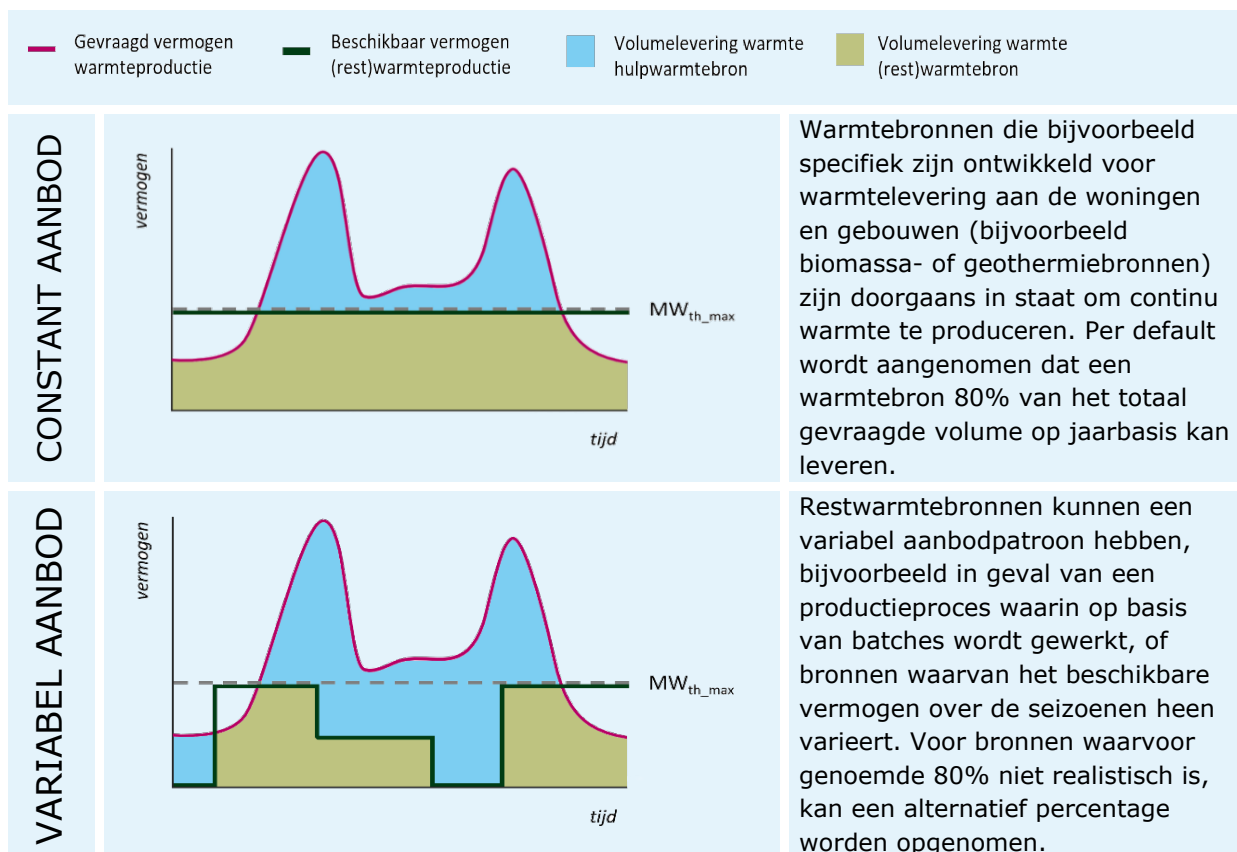 Gevraagd vermogen
warmteproductie
Beschikbaar vermogen
(rest)warmteproductie
Volumelevering warmte
hulpwarmtebron
Volumelevering warmte
(rest)warmtebron
CONSTANT AANBOD
vermogen
MWth_max
tijd
Warmtebronnen die bijvoorbeeld
specifiek zijn ontwikkeld voor
warmtelevering aan de woningen
en gebouwen (bijvoorbeeld
biomassa- of geothermiebronnen)
zijn doorgaans in staat om continu
warmte te produceren. Per default
wordt aangenomen dat een
warmtebron 80% van het totaal
gevraagde volume op jaarbasis kan
leveren.
VARIABEL AANBOD
vermogen
MWth_max
tijd
Restwarmtebronnen kunnen een
variabel aanbodpatroon hebben,
bijvoorbeeld in geval van een
productieproces waarin op basis
van batches wordt gewerkt, of
bronnen waarvan het beschikbare
vermogen over de seizoenen heen
varieert. Voor bronnen waarvoor
genoemde 80% niet realistisch is,
kan een alternatief percentage
worden opgenomen.